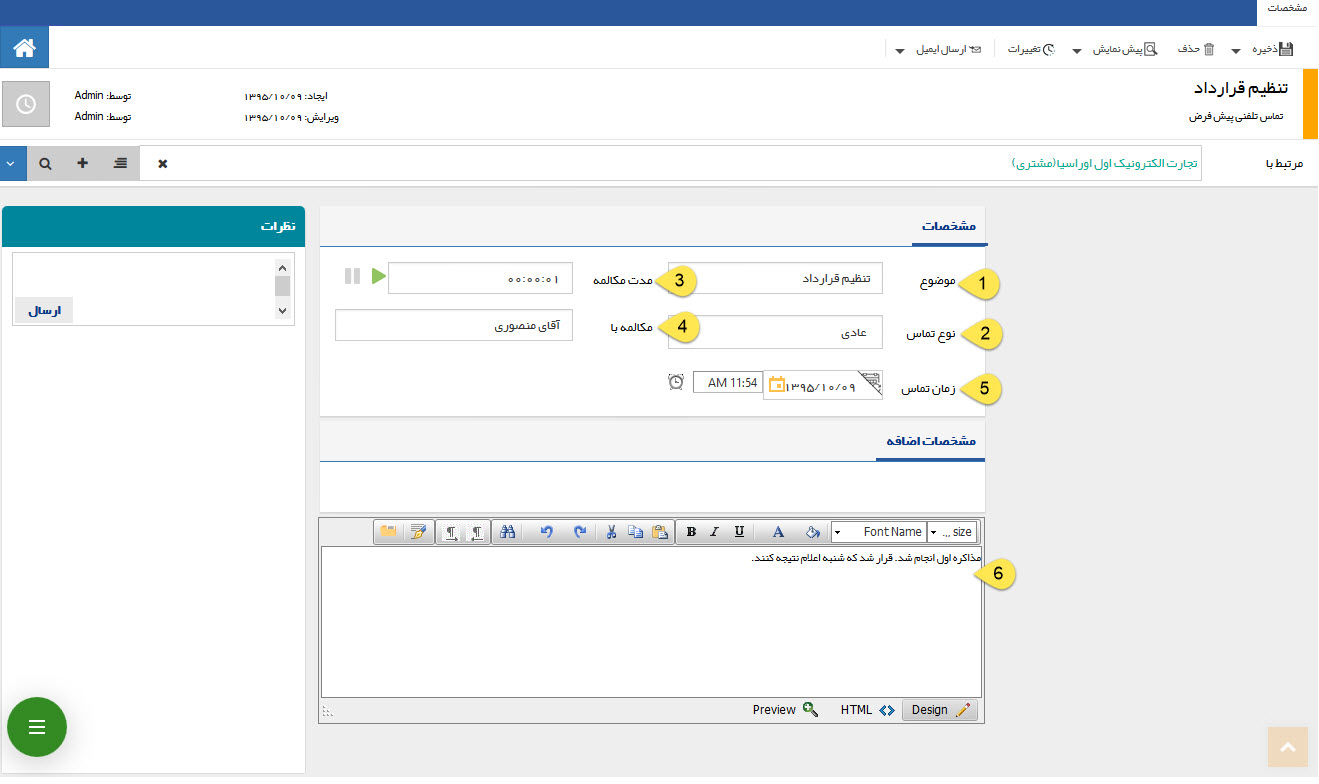 مشخصات
ذخیره حذف پیش نمایش تغییرات ارسال ایمیل
تنظیم قرارداد
تماس تلفنی پیش فرض
ایجاد: ۱۳۹۵/۱۰/۰۹ توسط: Admin
ویرایش: ۱۳۹۵/۱۰/۰۹ توسط: Admin
مرتبط با تجارت الکترونیک اول اوراسیا(مشتری)
مشخصات
1 موضوع تنظیم قرارداد 3 مدت مکالمه ۰۰:۰۰:۰۱
2 نوع تماس عادی 4 مکالمه با آقای منصوری
5 زمان تماس ۱۳۹۵/۱۰/۰۹ 11:54 AM
مشخصات اضافه
B I U A Font Name size ...
6 مذاکره اول انجام شد. قرار شد که شنبه اعلام نتیجه کنند.
Design HTML Preview
نظرات
ارسال